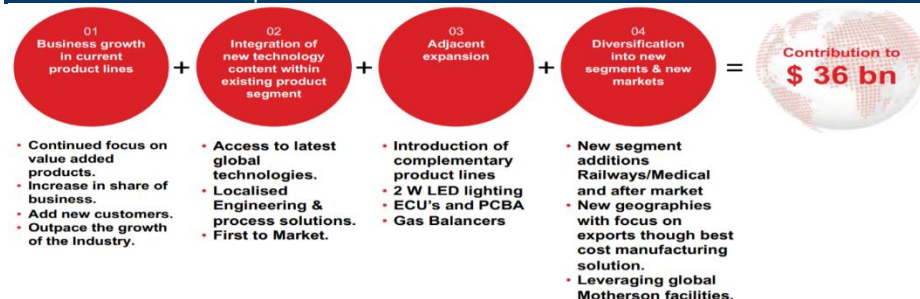 01
Business growth
in current
product lines
+
02
Integration of
new technology
content within
existing product
segment
+
03
Adjacent
expansion
+
04
Diversification
into new
segments & new
markets
=
Contribution to
$ 36 bn
• Continued focus on
value added
products.
• Increase in share of
business.
• Add new customers.
• Outpace the growth
of the Industry.
• Access to latest
global
technologies.
• Localised
Engineering &
process solutions.
• First to Market.
• Introduction of
complementary
product lines
• 2 W LED lighting
• ECU's and PCBA
• Gas Balancers
• New segment
additions
Railways/Medical
and after market
• New geographies
with focus on
exports though best
cost manufacturing
solution.
• Leveraging global
Motherson facilities.